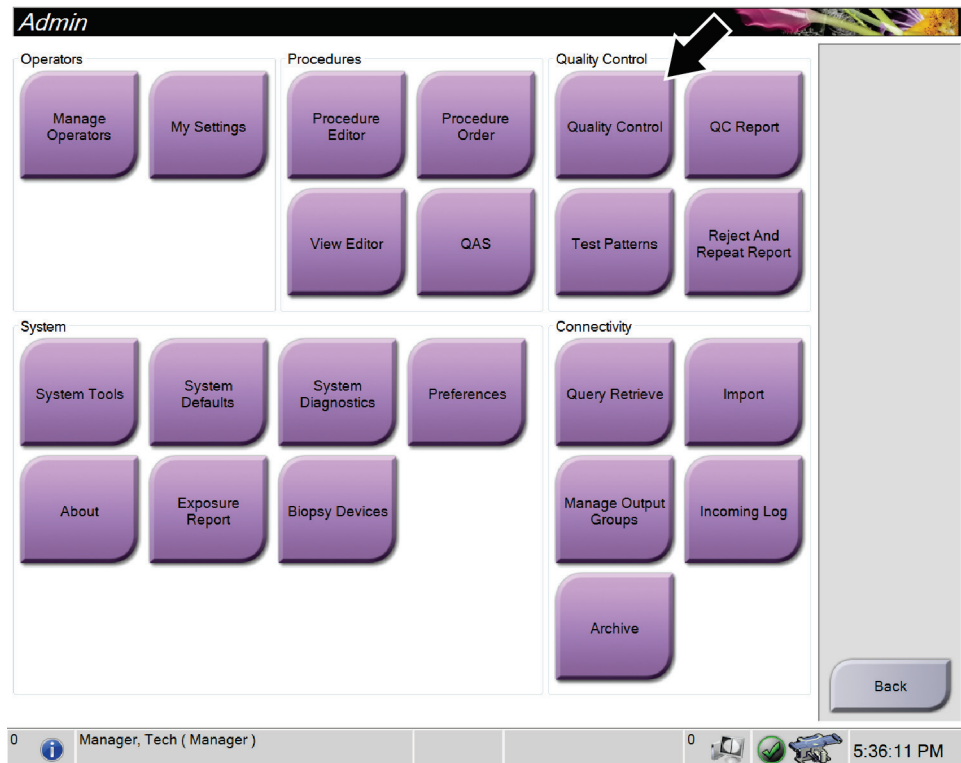 Admin
Operators
Manage
Operators
My Settings
Procedures
Procedure
Editor
Procedure
Order
View Editor
QAS
Quality Control
Quality Control
QC Report
Test Patterns
Reject And
Repeat Report
System
System Tools
System
Defaults
System
Diagnostics
Preferences
About
Exposure
Report
Biopsy Devices
Connectivity
Query Retrieve
Import
Manage Output
Groups
Incoming Log
Archive
Back
0
Manager, Tech ( Manager )
0
5:36:11 PM